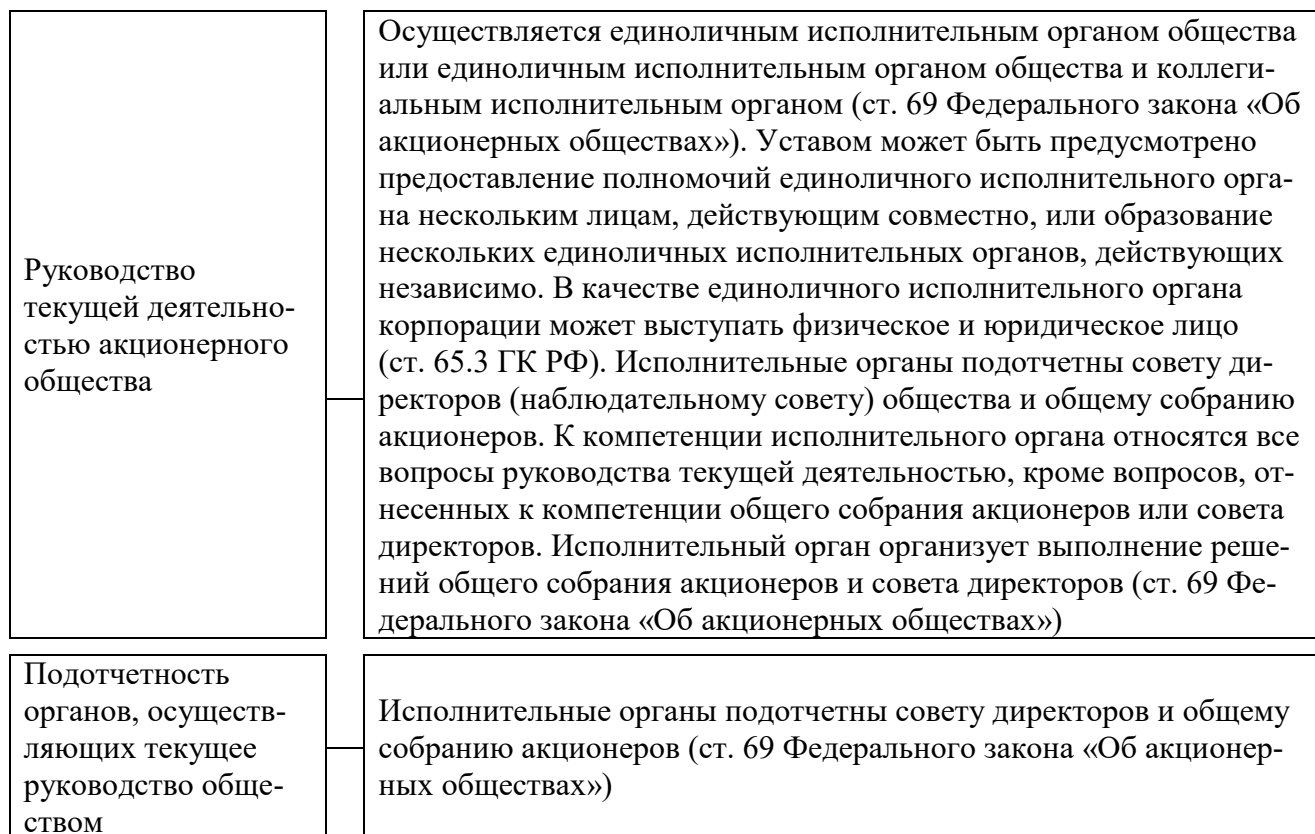 Руководство
текущей деятельно-
стью акционерного
общества
Осуществляется единоличным исполнительным органом общества
или единоличным исполнительным органом общества и коллеги-
альным исполнительным органом (ст. 69 Федерального закона «Об
акционерных обществах»). Уставом может быть предусмотрено
предоставление полномочий единоличного исполнительного орга-
на нескольким лицам, действующим совместно, или образование
нескольких единоличных исполнительных органов, действующих
независимо. В качестве единоличного исполнительного органа
корпорации может выступать физическое и юридическое лицо
(ст. 65.3 ГК РФ). Исполнительные органы подотчетны совету ди-
ректоров (наблюдательному совету) общества и общему собранию
акционеров. К компетенции исполнительного органа относятся все
вопросы руководства текущей деятельностью, кроме вопросов, от-
несенных к компетенции общего собрания акционеров или совета
директоров. Исполнительный орган организует выполнение реше-
ний общего собрания акционеров и совета директоров (ст. 69 Фе-
дерального закона «Об акционерных обществах»)
Подотчетность
органов, осуществ-
ляющих текущее
руководство обще-
ством
Исполнительные органы подотчетны совету директоров и общему
собранию акционеров (ст. 69 Федерального закона «Об акционер-
ных обществах»)